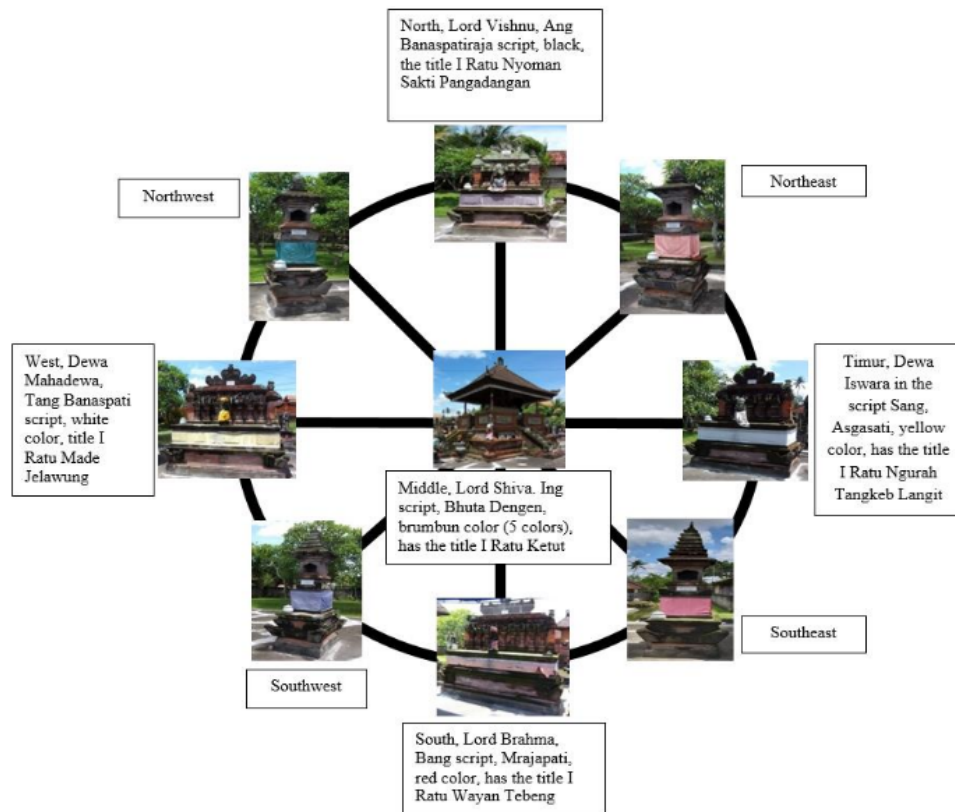 North, Lord Vishnu, Ang
Banaspatiraja script, black,
the title I Ratu Nyoman
Sakti Pangadangan
Northwest
Northeast
West, Dewa
Mahadewa,
Tang Banaspati
script, white
color, title I
Ratu Made
Jelawung
Timur, Dewa
Iswara in the
script Sang,
Asgasati, yellow
color, has the title
I Ratu Ngurah
Tangkeb Langit
Middle, Lord Shiva. Ing
script, Bhuta Dengen,
brumbun color (5 colors),
has the title I Ratu Ketut
Southwest
Southeast
South, Lord Brahma,
Bang script, Mrajapati,
red color, has the title I
Ratu Wayan Tebeng